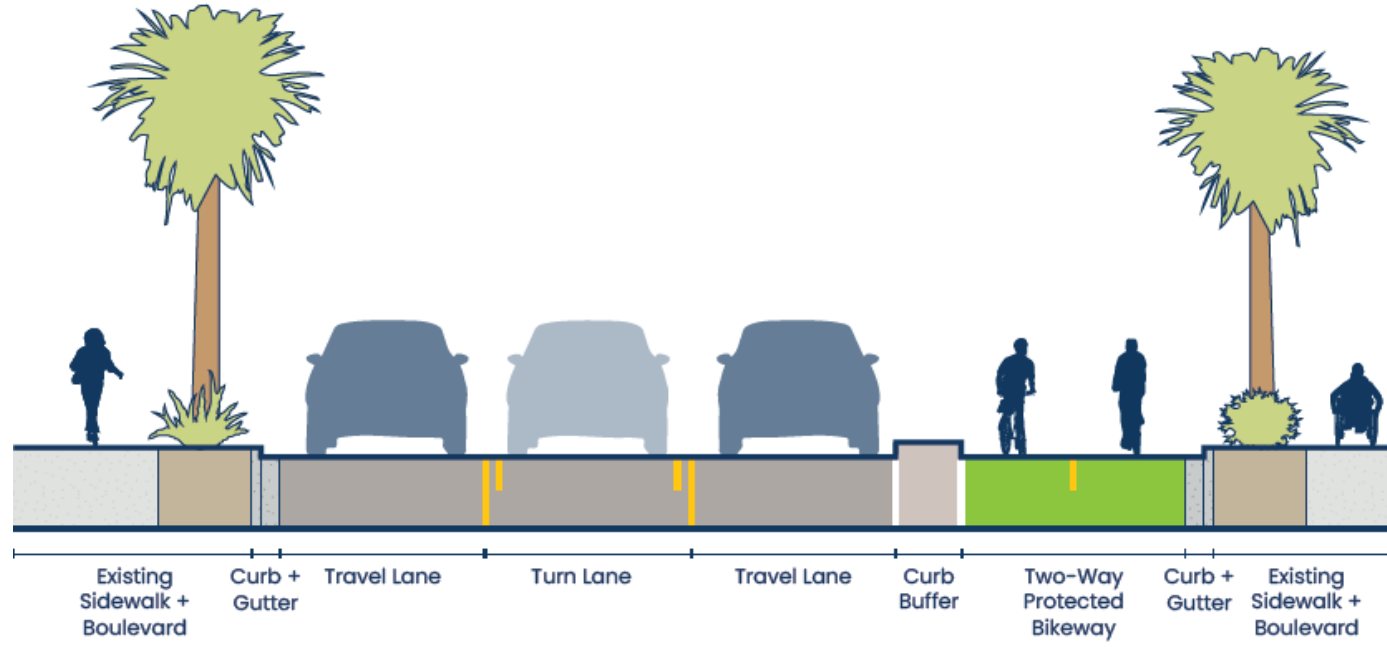 Existing
Sidewalk +
Boulevard
Curb +
Gutter
Travel Lane
Turn Lane
Travel Lane
Curb
Buffer
Two-Way
Protected
Bikeway
Curb +
Gutter
Existing
Sidewalk +
Boulevard